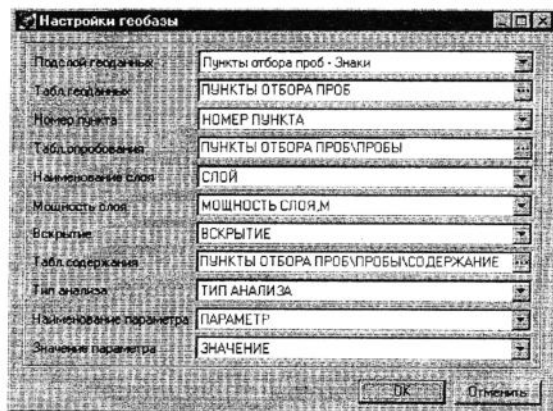 Настройки геобазы
Подслой геоданных Пункты отбора проб - Знаки
Табл.геоданных ПУНКТЫ ОТБОРА ПРОБ
Номер пункта НОМЕР ПУНКТА
Табл.опробования ПУНКТЫ ОТБОРА ПРОБ\ПРОБЫ
Наименование слоя СЛОЙ
Мощность слоя МОЩНОСТЬ СЛОЯ,М
Вскрытие ВСКРЫТИЕ
Табл.содержания ПУНКТЫ ОТБОРА ПРОБ\ПРОБЫ\СОДЕРЖАНИЕ
Тип анализа ТИП АНАЛИЗА
Наименование параметра ПАРАМЕТР
Значение параметра ЗНАЧЕНИЕ
OK Отменить